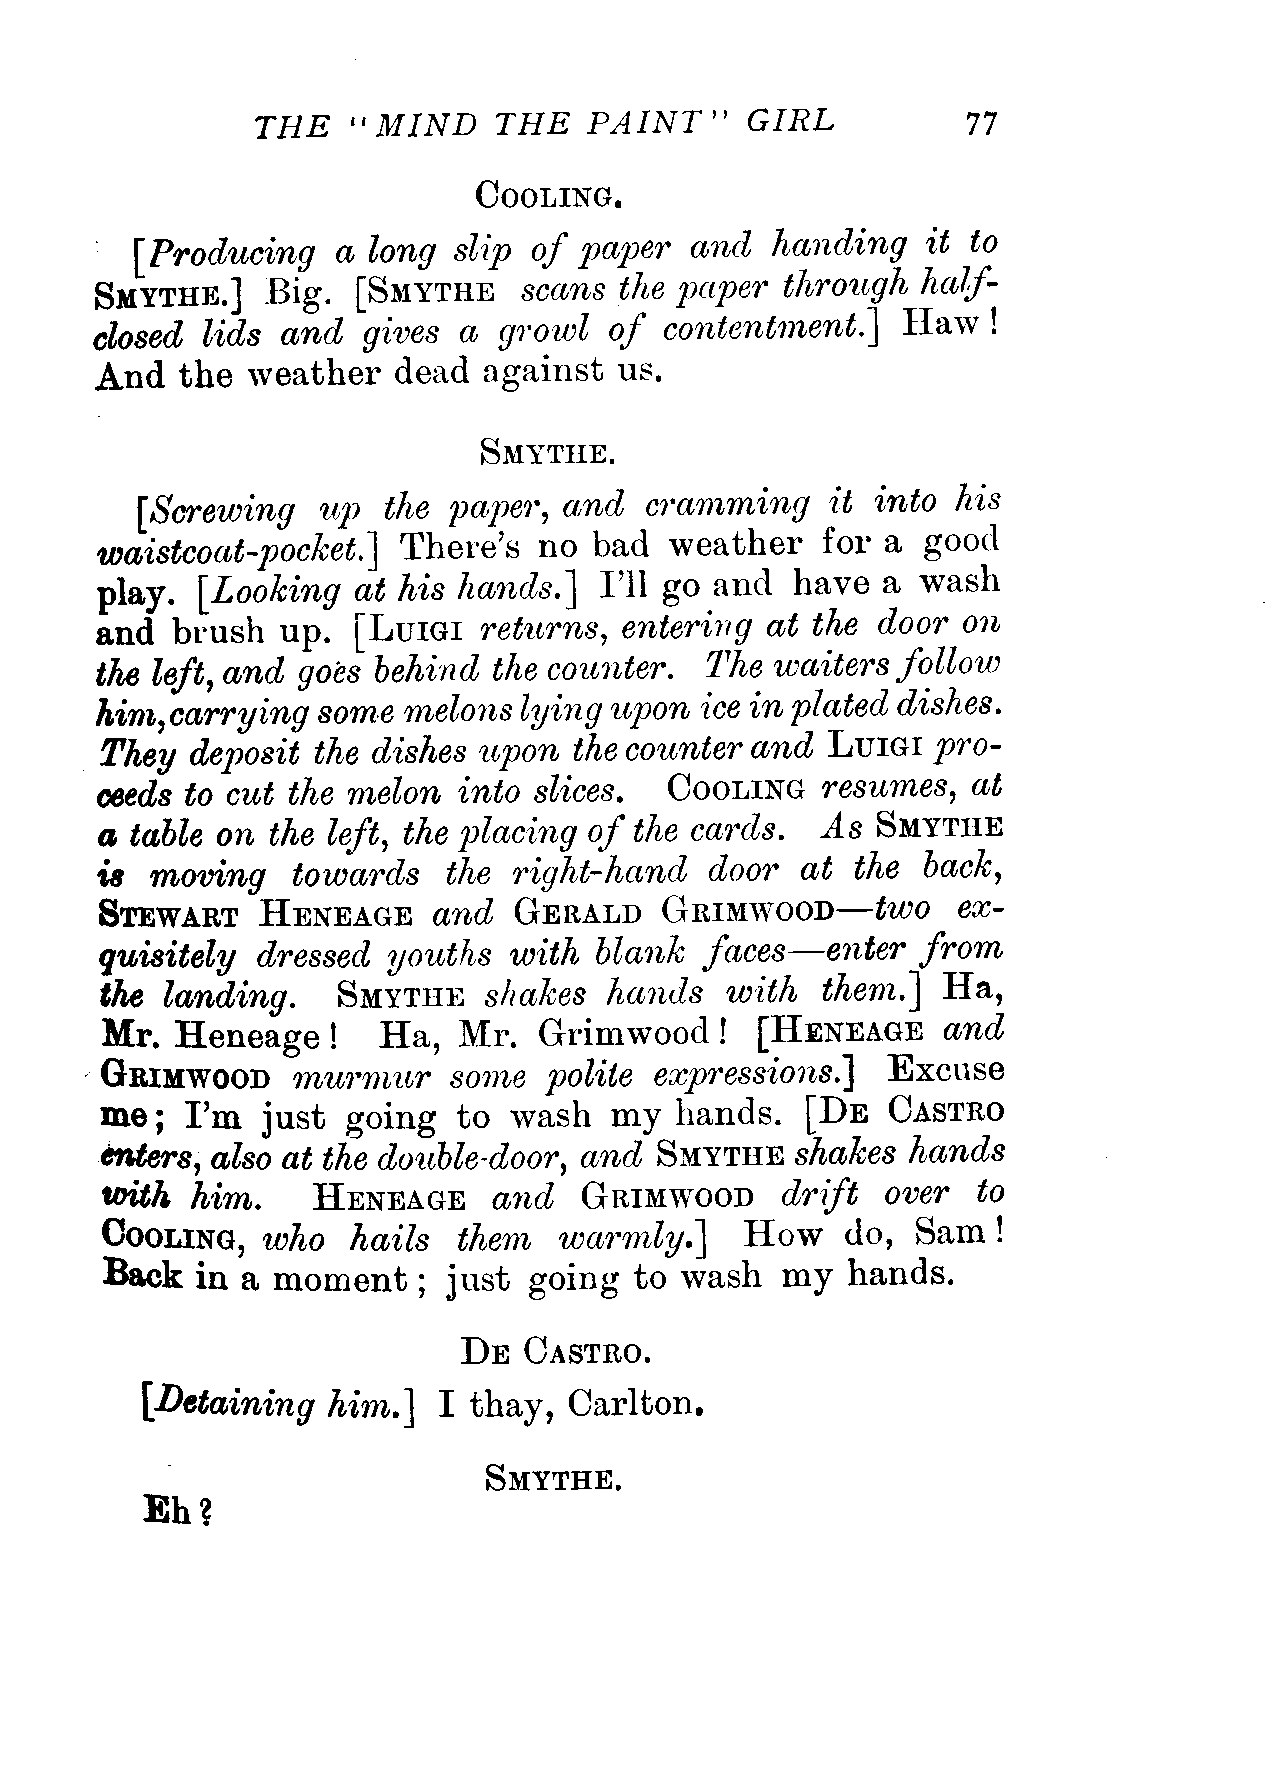 THE "MIND THE PAINT" GIRL 77
COOLING.
[Producing a long slip of paper and handing it to
SMYTHE.] Big. [SMYTHE scans the paper through half-
closed lids and gives a growl of contentment.] Haw!
And the weather dead against us.
SMYTHE.
[Screwing up the paper, and cramming it into his
waistcoat-pocket.] There's no bad weather for a good
play. [Looking at his hands.] I'll go and have a wash
and brush up. [LUIGI returns, entering at the door on
the left, and goes behind the counter. The waiters follow
him, carrying some melons lying upon ice in plated dishes.
They deposit the dishes upon the counter and LUIGI pro-
ceeds to cut the melon into slices. COOLING resumes, at
a table on the left, the placing of the cards. As SMYTHE
is moving towards the right-hand door at the back,
STEWART HENEAGE and GERALD GRIMWOOD—two ex-
quisitely dressed youths with blank faces—enter from
the landing. SMYTHE shakes hands with them.] Ha,
Mr. Heneage! Ha, Mr. Grimwood! [HENEAGE and
GRIMWOOD murmur some polite expressions.] Excuse
me; I'm just going to wash my hands. [DE CASTRO
enters, also at the double-door, and SMYTHE shakes hands
with him. HENEAGE and GRIMWOOD drift over to
COOLING, who hails them warmly.] How do, Sam!
Back in a moment; just going to wash my hands.
DE CASTRO.
[Detaining him.] I thay, Carlton.
SMYTHE.
Eh?